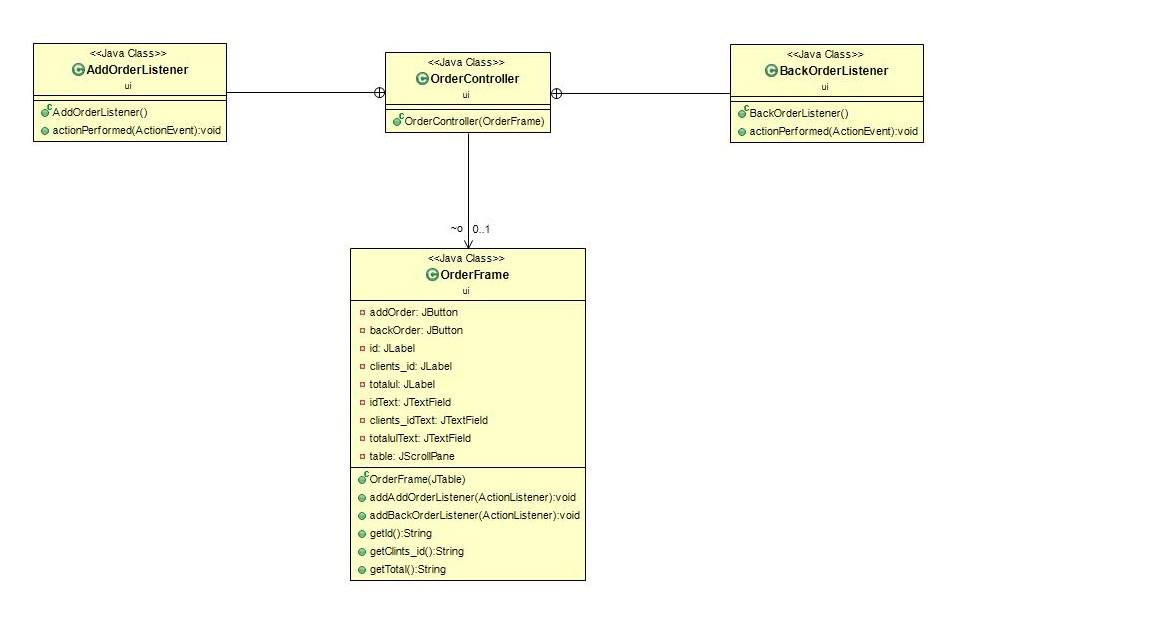 <<Java Class>>
AddOrderListener
ui
AddOrderListener()
actionPerformed(ActionEvent):void
<<Java Class>>
OrderController
ui
OrderController(OrderFrame)
<<Java Class>>
BackOrderListener
ui
BackOrderListener()
actionPerformed(ActionEvent):void
~o 0..1
<<Java Class>>
OrderFrame
ui
addOrder: JButton
backOrder: JButton
id: JLabel
clients_id: JLabel
totalul: JLabel
idText: JTextField
clients_idText: JTextField
totalulText: JTextField
table: JScrollPane
OrderFrame(JTable)
addAddOrderListener(ActionListener):void
addBackOrderListener(ActionListener):void
getId():String
getClints_id():String
getTotal():String